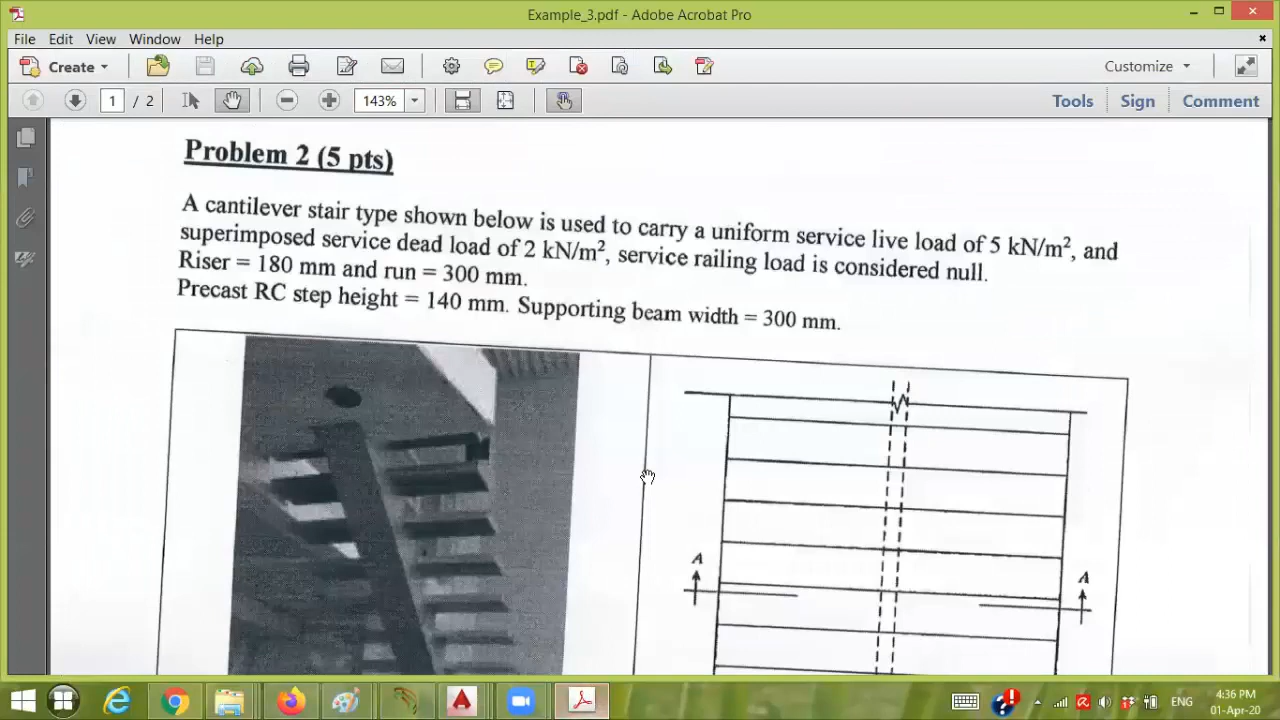 Example_3.pdf - Adobe Acrobat Pro
File Edit View Window Help
Create Customize
1 / 2 143% Tools Sign Comment
Problem 2 (5 pts)
A cantilever stair type shown below is used to carry a uniform service live load of 5 kN/m², and
superimposed service dead load of 2 kN/m², service railing load is considered null.
Riser = 180 mm and run = 300 mm.
Precast RC step height = 140 mm. Supporting beam width = 300 mm.
A A
ENG 4:36 PM
01-Apr-20